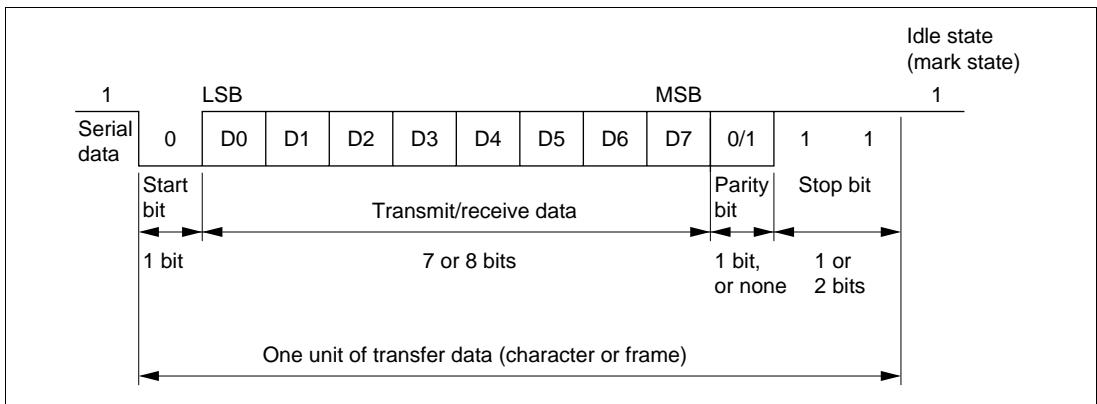 Idle state
(mark state)
1 LSB MSB 1
Serial
data
0 D0 D1 D2 D3 D4 D5 D6 D7 0/1 1 1
Start
bit
Transmit/receive data
Parity
bit
Stop bit
1 bit
7 or 8 bits
1 bit,
or none
1 or
2 bits
One unit of transfer data (character or frame)